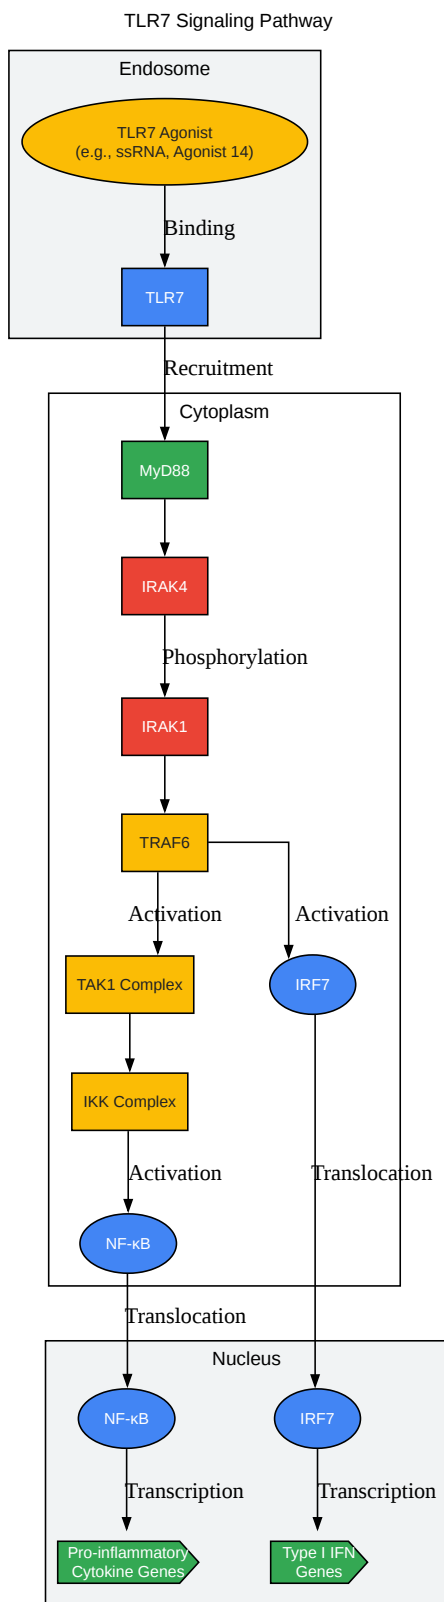 TLR7 Signaling Pathway
Endosome
TLR7 Agonist
(e.g., ssRNA, Agonist 14)
Binding
TLR7
Recruitment
Cytoplasm
MyD88
IRAK4
Phosphorylation
IRAK1
TRAF6
Activation
Activation
TAK1 Complex
IRF7
IKK Complex
Activation
Translocation
NF-κB
Translocation
Nucleus
NF-κB
IRF7
Transcription
Transcription
Pro-inflammatory
Cytokine Genes
Type I IFN
Genes